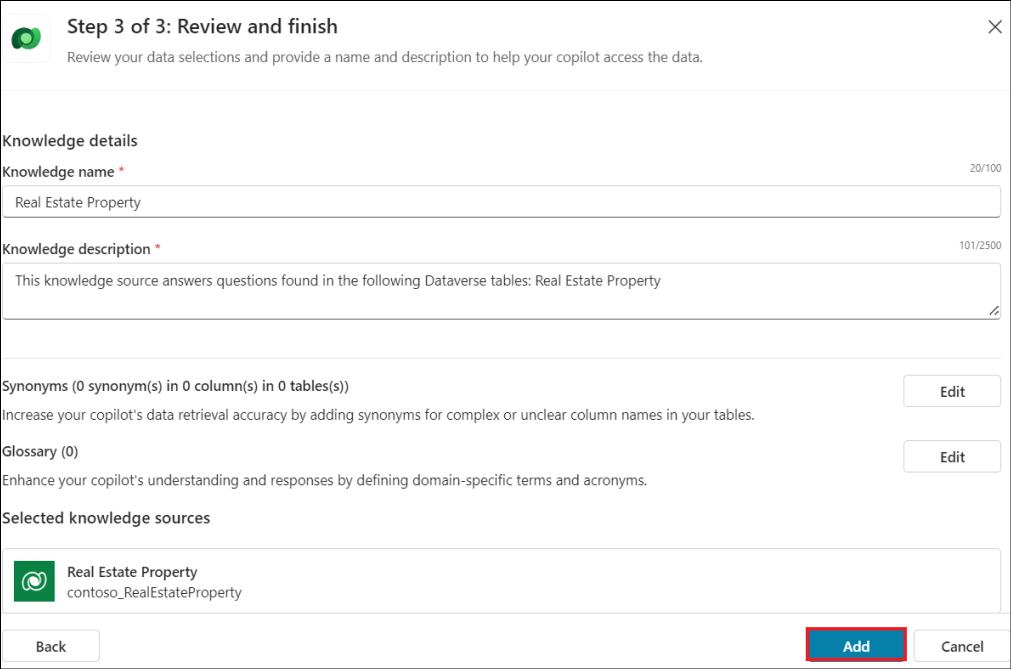 Step 3 of 3: Review and finish
Review your data selections and provide a name and description to help your copilot access the data.
Knowledge details
Knowledge name *
20/100
Real Estate Property
Knowledge description *
101/2500
This knowledge source answers questions found in the following Dataverse tables: Real Estate Property
Synonyms (0 synonym(s) in 0 column(s) in 0 tables(s))
Edit
Increase your copilot's data retrieval accuracy by adding synonyms for complex or unclear column names in your tables.
Glossary (0)
Edit
Enhance your copilot's understanding and responses by defining domain-specific terms and acronyms.
Selected knowledge sources
Real Estate Property
contoso_RealEstateProperty
Back
Add
Cancel